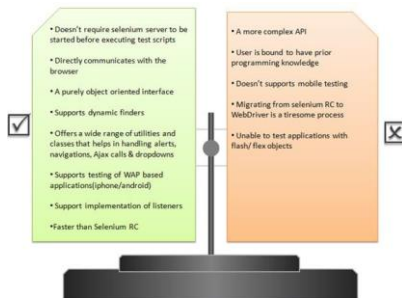 • Doesn't require selenium server to be
started before executing test scripts
• Directly communicates with the
browser
• A purely object oriented interface
• Supports dynamic finders
• Offers a wide range of utilities and
classes that helps in handling alerts,
navigations, Ajax calls & dropdowns
• Supports testing of WAP based
applications(iphone/android)
• Support implementation of listeners
•Faster than Selenium RC
• A more complex API
• User is bound to have prior
programming knowledge
• Doesn't supports mobile testing
• Migrating from selenium RC to
WebDriver is a tiresome process
• Unable to test applications with
flash/ flex objects